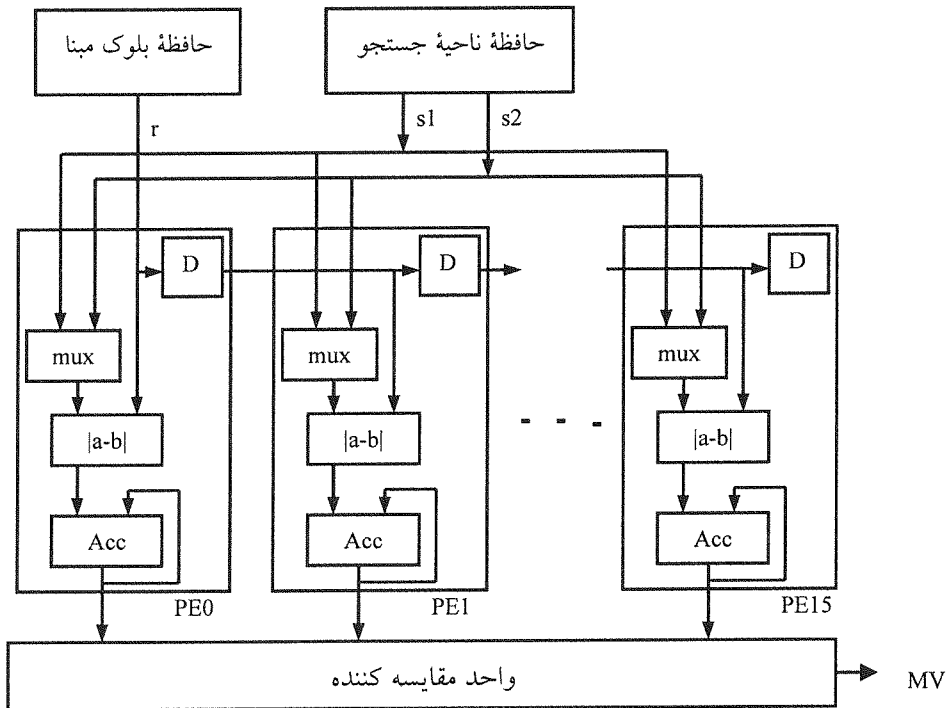 حافظهٔ بلوک مبنا
حافظهٔ ناحیهٔ جستجو
r
s1
s2
D
D
D
mux
mux
mux
|a-b|
|a-b|
|a-b|
Acc
Acc
Acc
PE0
PE1
PE15
واحد مقایسه کننده
MV